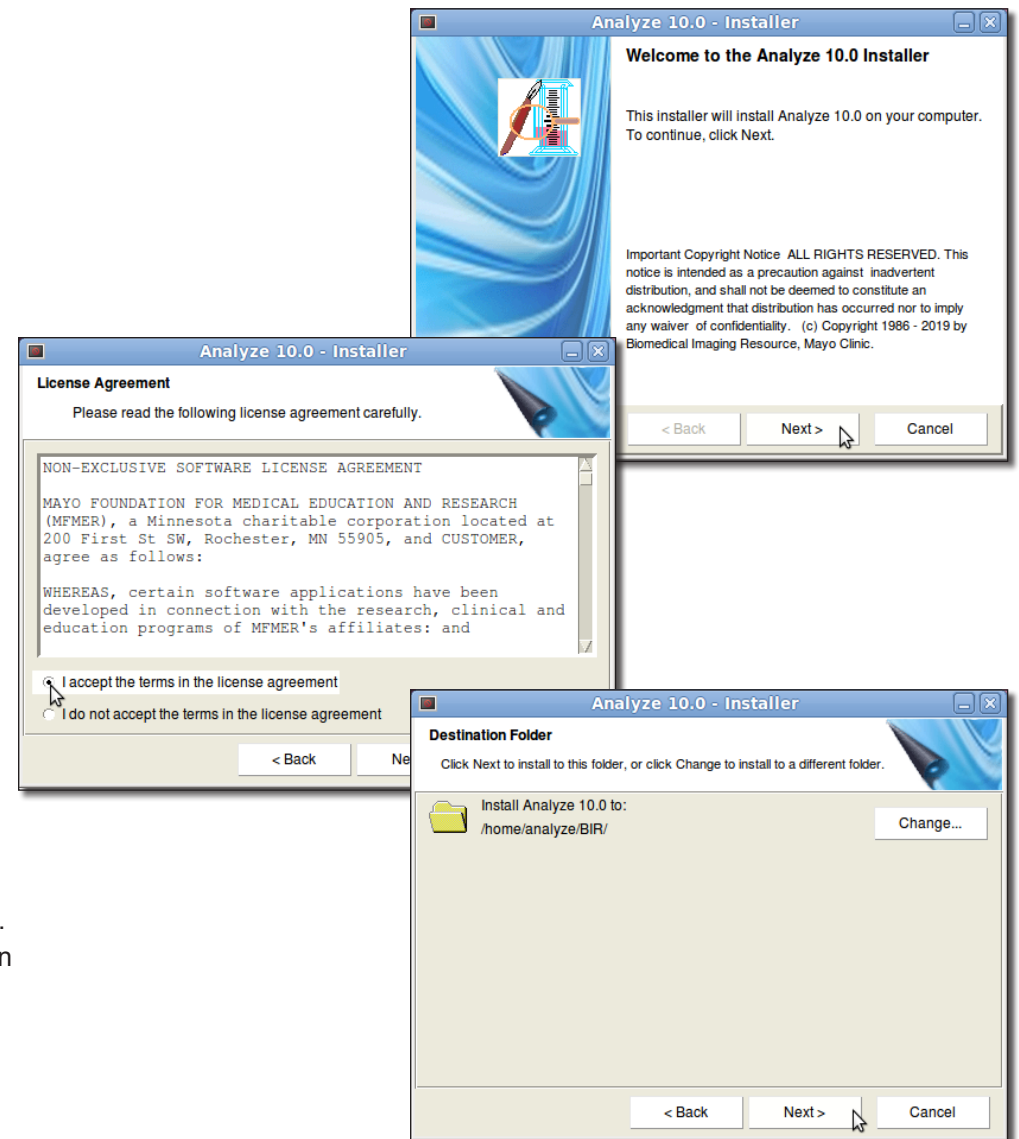 Analyze 10.0 - Installer
Welcome to the Analyze 10.0 Installer
This installer will install Analyze 10.0 on your computer.
To continue, click Next.
Important Copyright Notice ALL RIGHTS RESERVED. This
notice is intended as a precaution against inadvertent
distribution, and shall not be deemed to constitute an
acknowledgment that distribution has occurred nor to imply
any waiver of confidentiality. (c) Copyright 1986 - 2019 by
Biomedical Imaging Resource, Mayo Clinic.
< Back Next > Cancel
Analyze 10.0 - Installer
License Agreement
Please read the following license agreement carefully.
NON-EXCLUSIVE SOFTWARE LICENSE AGREEMENT
MAYO FOUNDATION FOR MEDICAL EDUCATION AND RESEARCH
(MFMER), a Minnesota charitable corporation located at
200 First St SW, Rochester, MN 55905, and CUSTOMER,
agree as follows:
WHEREAS, certain software applications have been
developed in connection with the research, clinical and
education programs of MFMER's affiliates: and
I accept the terms in the license agreement
I do not accept the terms in the license agreement
< Back Ne
Analyze 10.0 - Installer
Destination Folder
Click Next to install to this folder, or click Change to install to a different folder.
Install Analyze 10.0 to:
/home/analyze/BIR/
Change...
< Back Next > Cancel
.
n